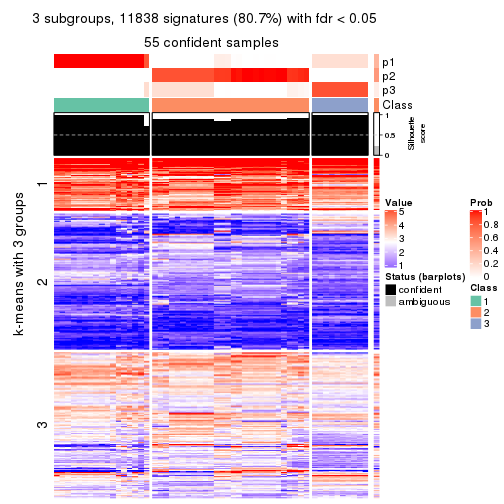 3 subgroups, 11838 signatures (80.7%) with fdr < 0.05
55 confident samples
p1
p2
p3
Class
1
0.5
0
Silhouette
score
k-means with 3 groups
1
2
3
Value
5
4
3
2
1
Status (barplots)
confident
ambiguous
Prob
1
0.8
0.6
0.4
0.2
0
Class
1
2
3